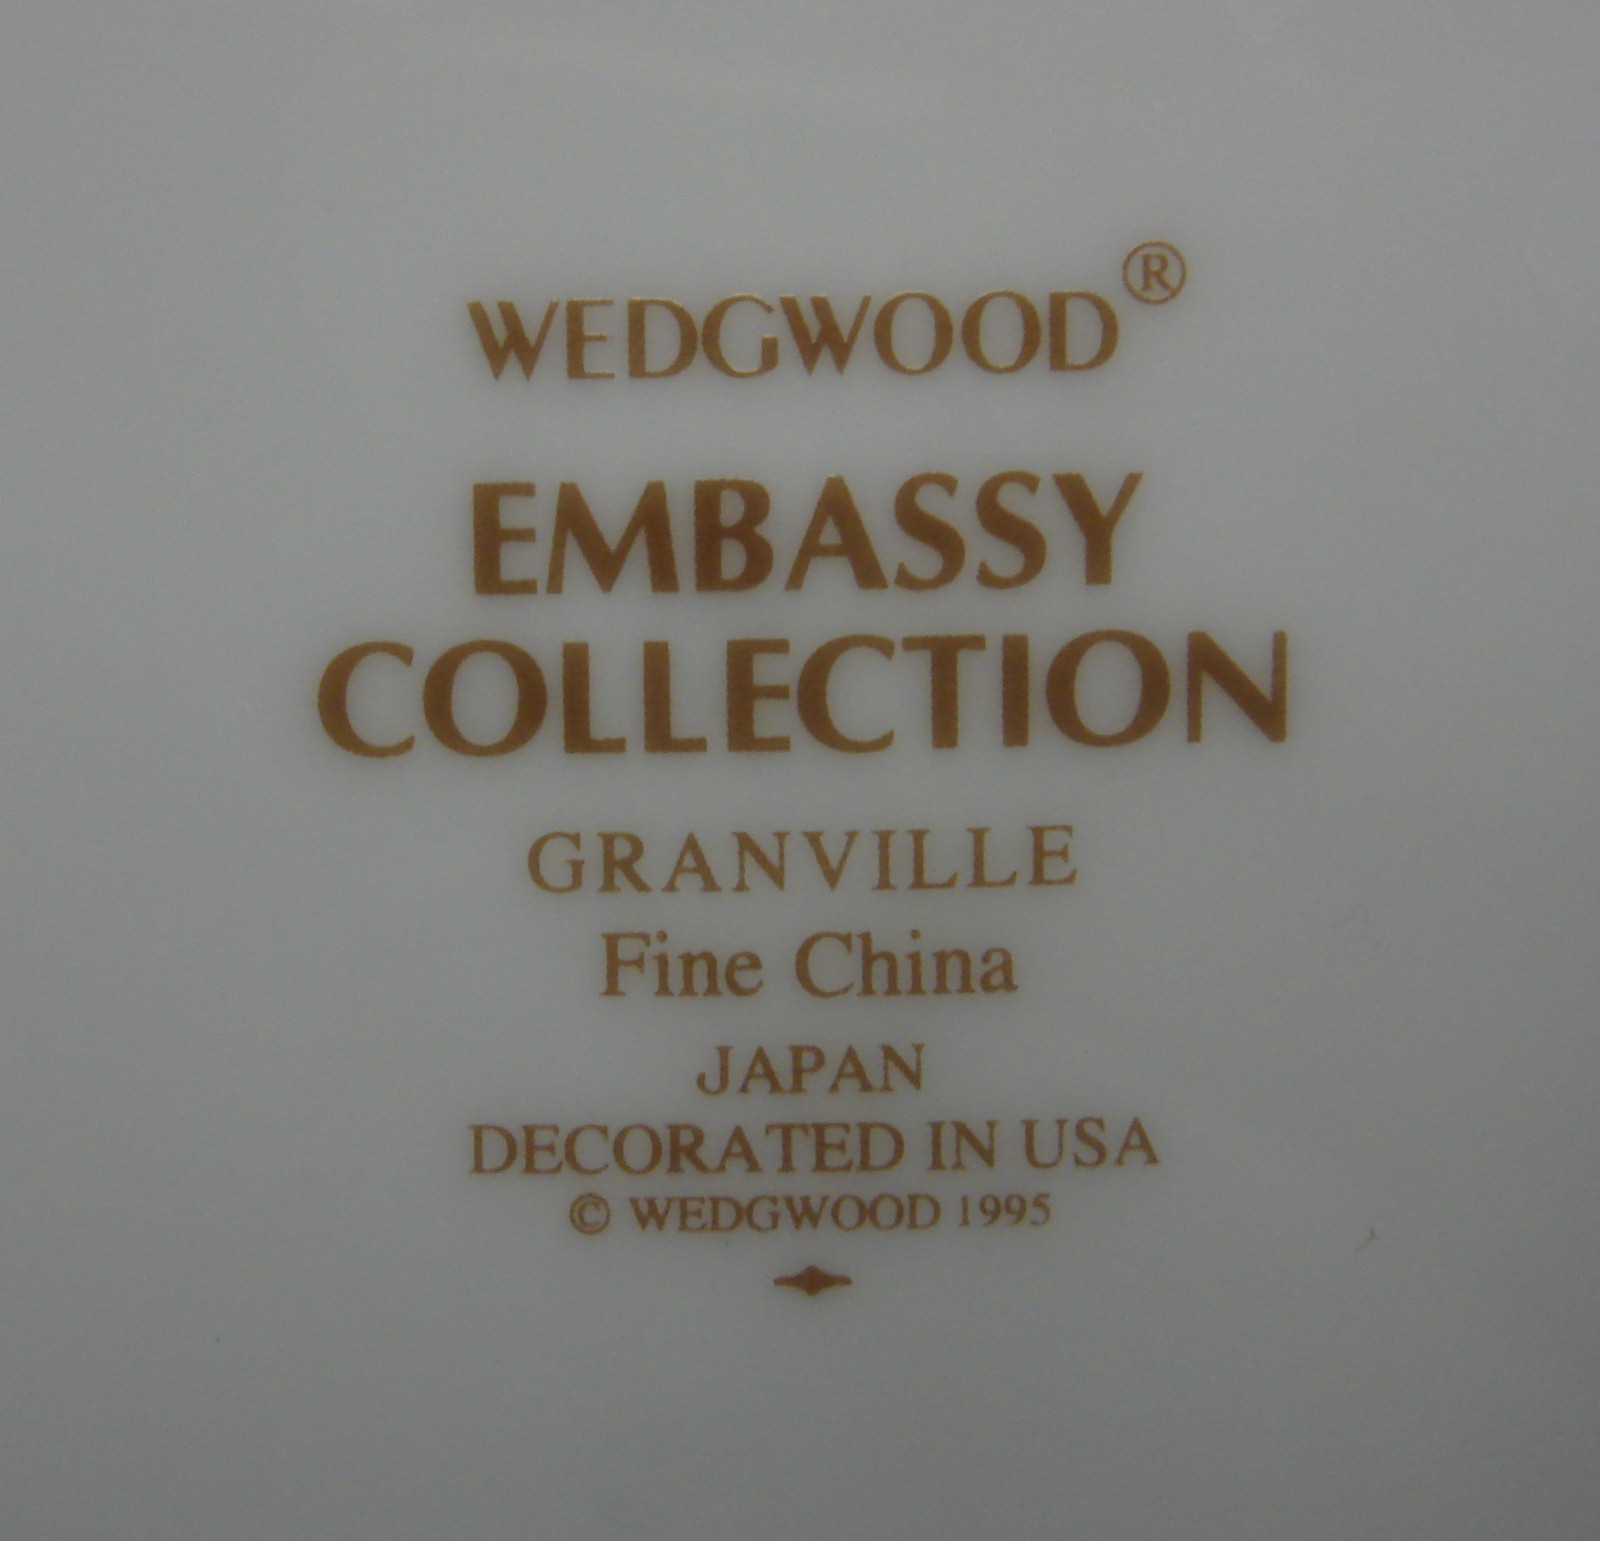 WEDGWOOD®
EMBASSY
COLLECTION
GRANVILLE
Fine China
JAPAN
DECORATED IN USA
© WEDGWOOD 1995